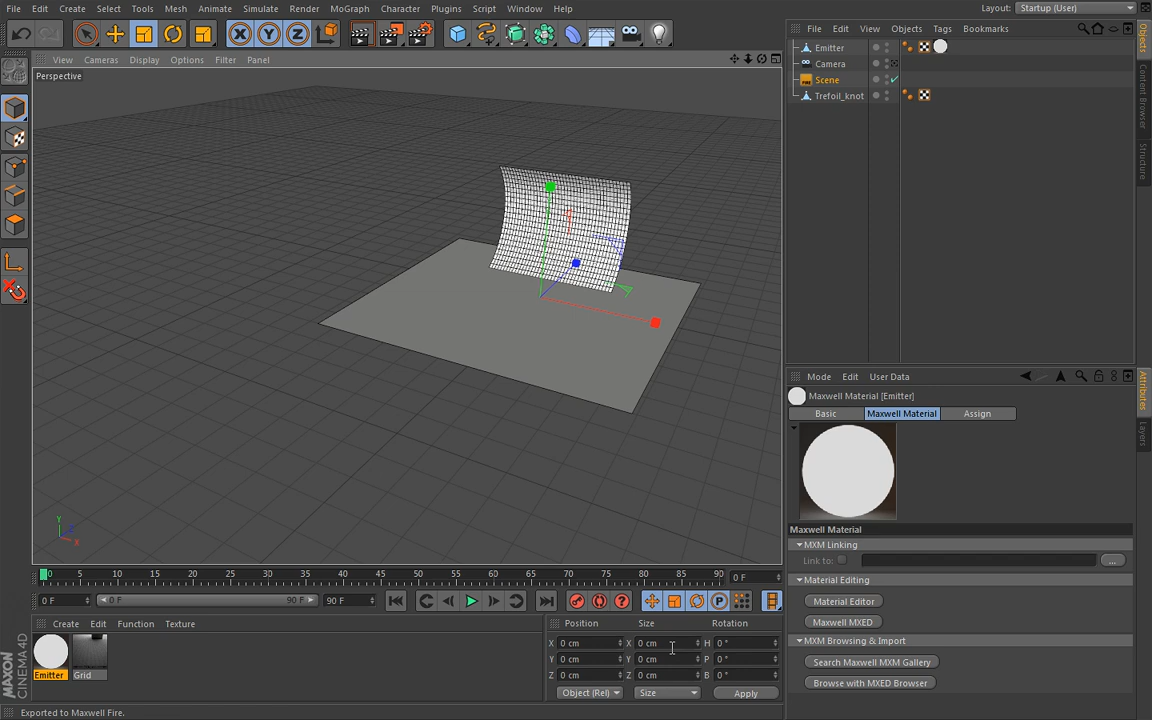 File Edit Create Select Tools Mesh Animate Simulate Render MoGraph Character Plugins Script Window Help
Layout: Startup (User)
X Y Z
View Cameras Display Options Filter Panel
Perspective
File Edit View Objects Tags Bookmarks
Emitter
Camera
Scene
Trefoil_knot
Objects
Content Browser
Structure
Mode Edit User Data
Maxwell Material [Emitter]
Basic Maxwell Material Assign
Maxwell Material
MXM Linking
Link to: ...
Material Editing
Material Editor
Maxwell MXED
MXM Browsing & Import
Search Maxwell MXM Gallery
Browse with MXED Browser
Attributes
Layers
Y
Z
X
0 5 10 15 20 25 30 35 40 45 50 55 60 65 70 75 80 85 90 0 F
0 F 0 F 90 F 90 F
P
Create Edit Function Texture
Emitter Grid
Position Size Rotation
X 0 cm X 0 cm H 0 °
Y 0 cm Y 0 cm P 0 °
Z 0 cm Z 0 cm B 0 °
Object (Rel) Size Apply
MAXON
CINEMA 4D
Exported to Maxwell Fire.